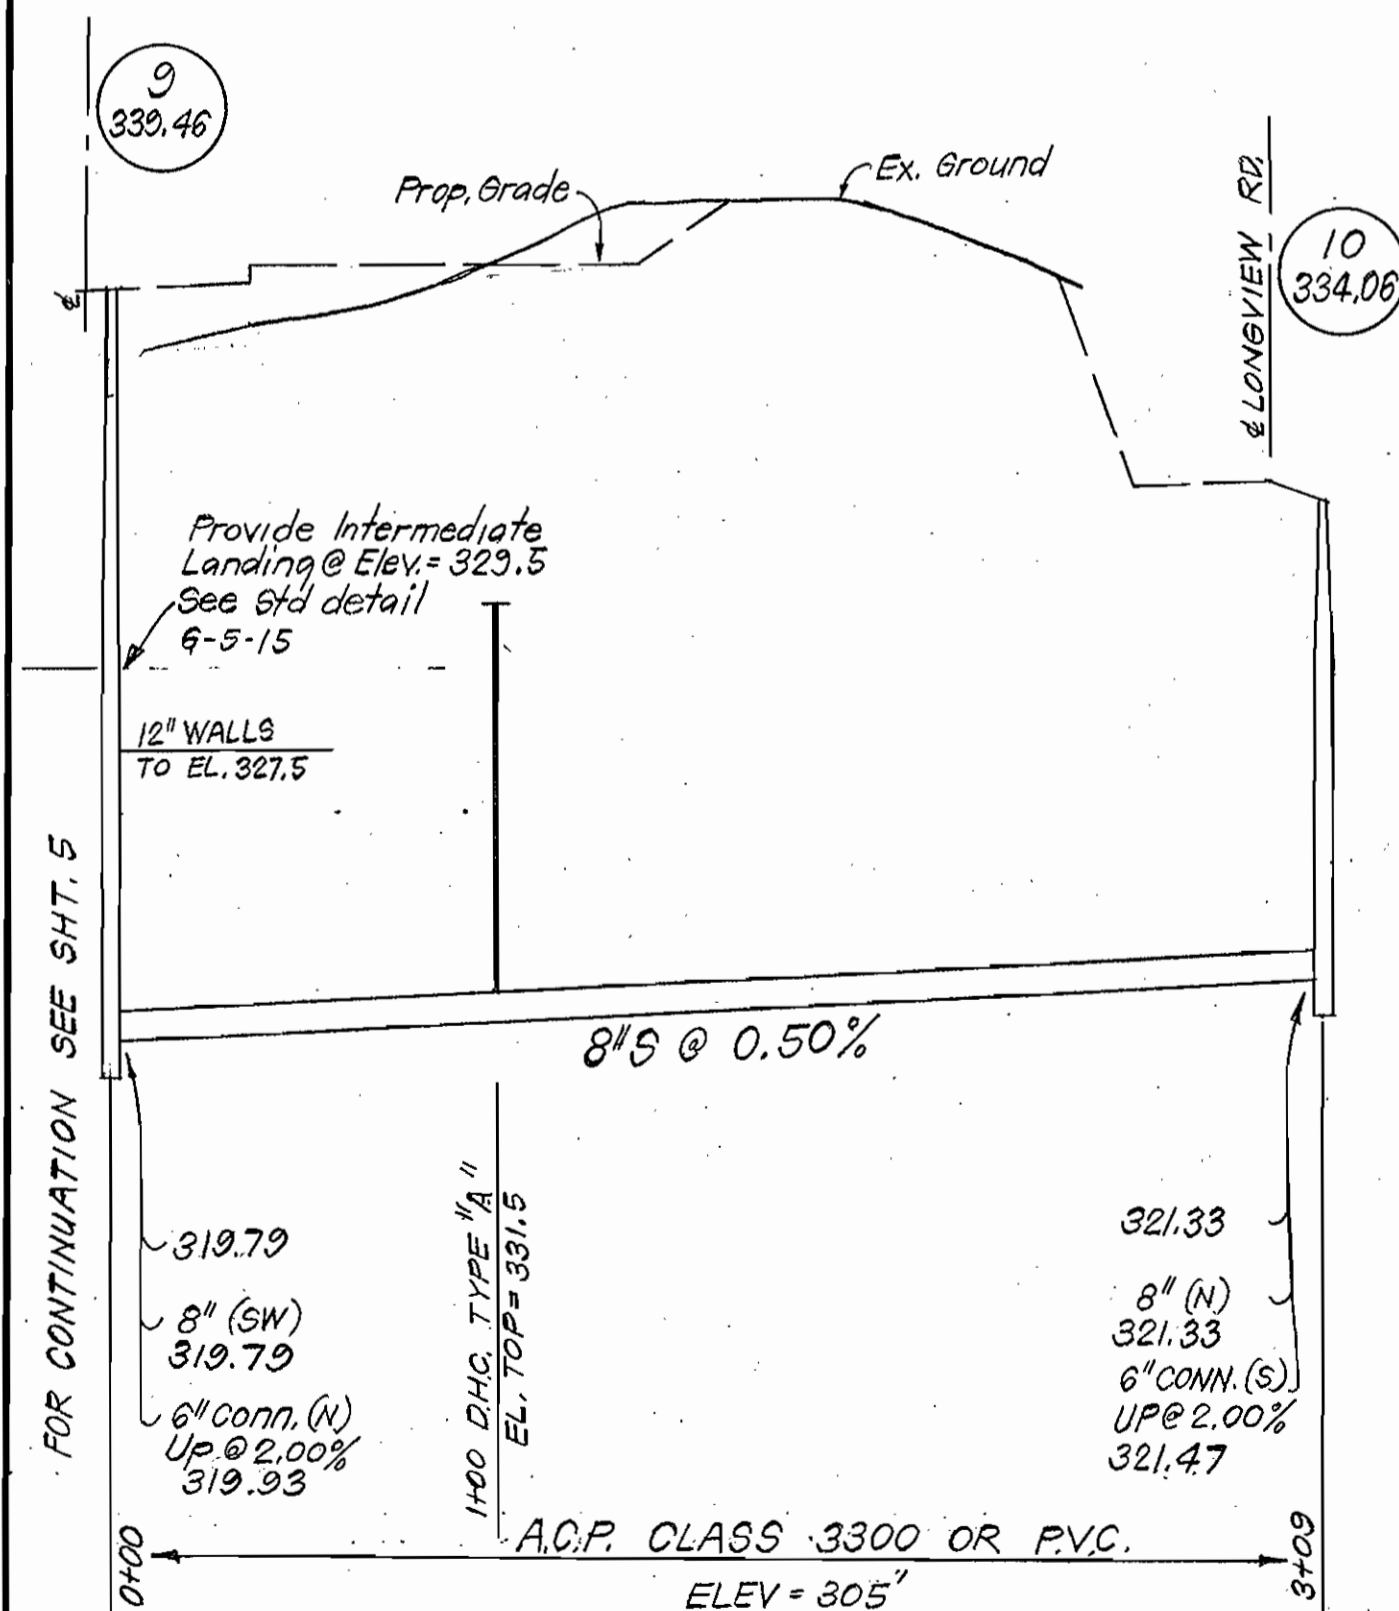 9
339.46
Prop. Grade
Ex. Ground
℄ LONGVIEW RD.
10
334.06
℄
Provide Intermediate
Landing @ Elev. = 329.5
See Std detail
G-5-15
12" WALLS
TO EL. 327.5
FOR CONTINUATION SEE SHT. 5
8"S @ 0.50%
319.79
8" (SW)
319.79
6" Conn. (N)
Up @ 2.00%
319.93
1+00 D.H.C. TYPE "A"
EL. TOP = 331.5
321.33
8" (N)
321.33
6" CONN. (S)
UP @ 2.00%
321.47
0+00
A.C.P. CLASS 3300 OR P.V.C.
3+09
ELEV = 305'